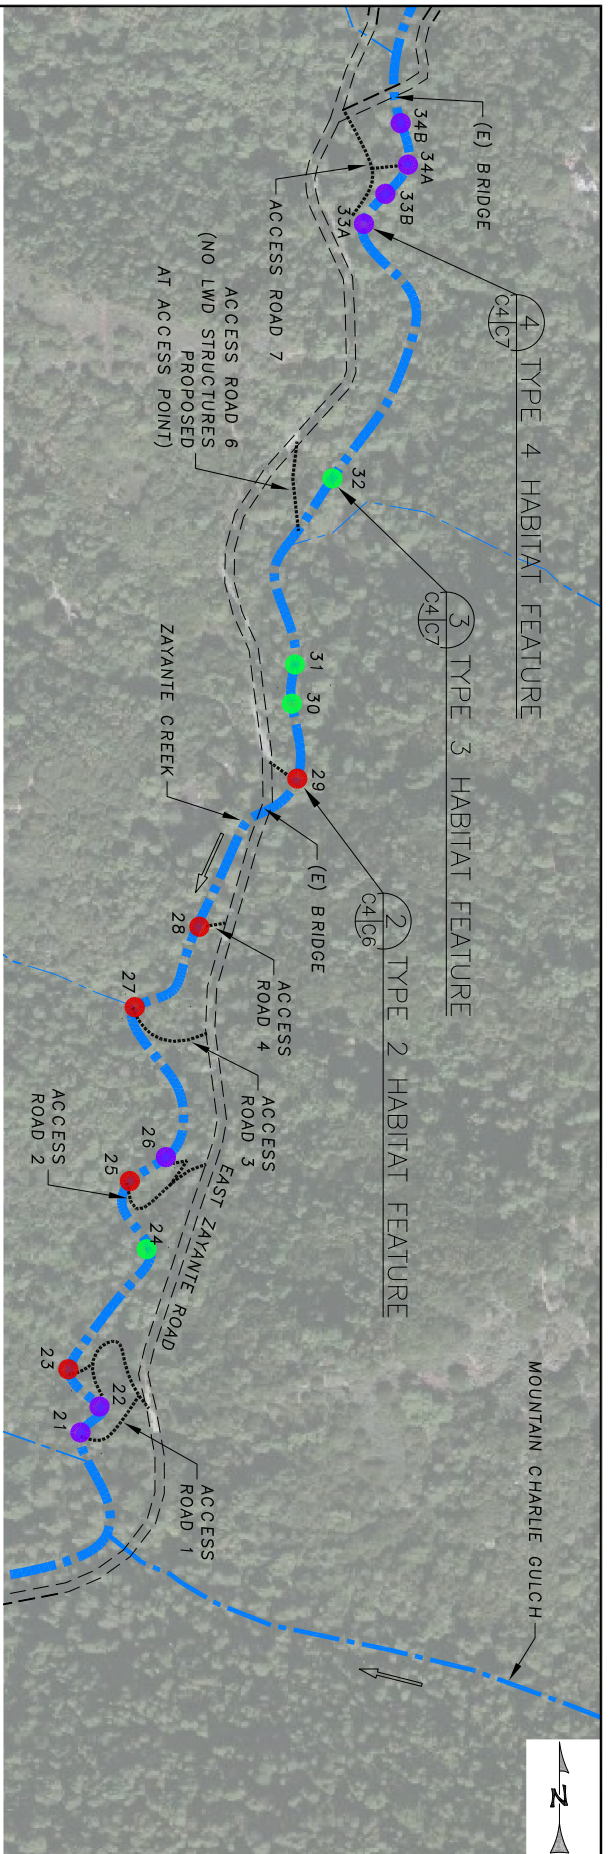 (E) BRIDGE
34B
34A
33B
33A
ACCESS ROAD 7
4
C4
C7
TYPE 4 HABITAT FEATURE
ACCESS ROAD 6
(NO LWD STRUCTURES
PROPOSED
AT ACCESS POINT)
32
3
C4
C7
TYPE 3 HABITAT FEATURE
31
30
29
ZAYANTE CREEK
(E) BRIDGE
2
C4
C6
TYPE 2 HABITAT FEATURE
28
ACCESS
ROAD 4
27
ACCESS
ROAD 3
26
25
ACCESS
ROAD 2
24
EAST ZAYANTE ROAD
23
22
21
ACCESS
ROAD 1
MOUNTAIN CHARLIE GULCH
N